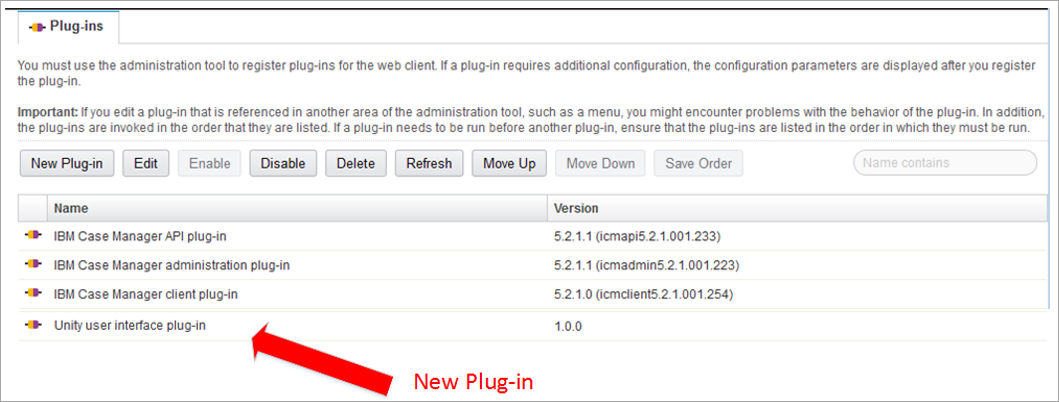 Plug-ins
You must use the administration tool to register plug-ins for the web client. If a plug-in requires additional configuration, the configuration parameters are displayed after you register
the plug-in.
Important: If you edit a plug-in that is referenced in another area of the administration tool, such as a menu, you might encounter problems with the behavior of the plug-in. In addition,
the plug-ins are invoked in the order that they are listed. If a plug-in needs to be run before another plug-in, ensure that the plug-ins are listed in the order in which they must be run.
New Plug-in Edit Enable Disable Delete Refresh Move Up Move Down Save Order Name contains
Name Version
IBM Case Manager API plug-in 5.2.1.1 (icmapi5.2.1.001.233)
IBM Case Manager administration plug-in 5.2.1.1 (icmadmin5.2.1.001.223)
IBM Case Manager client plug-in 5.2.1.0 (icmclient5.2.1.001.254)
Unity user interface plug-in 1.0.0
New Plug-in